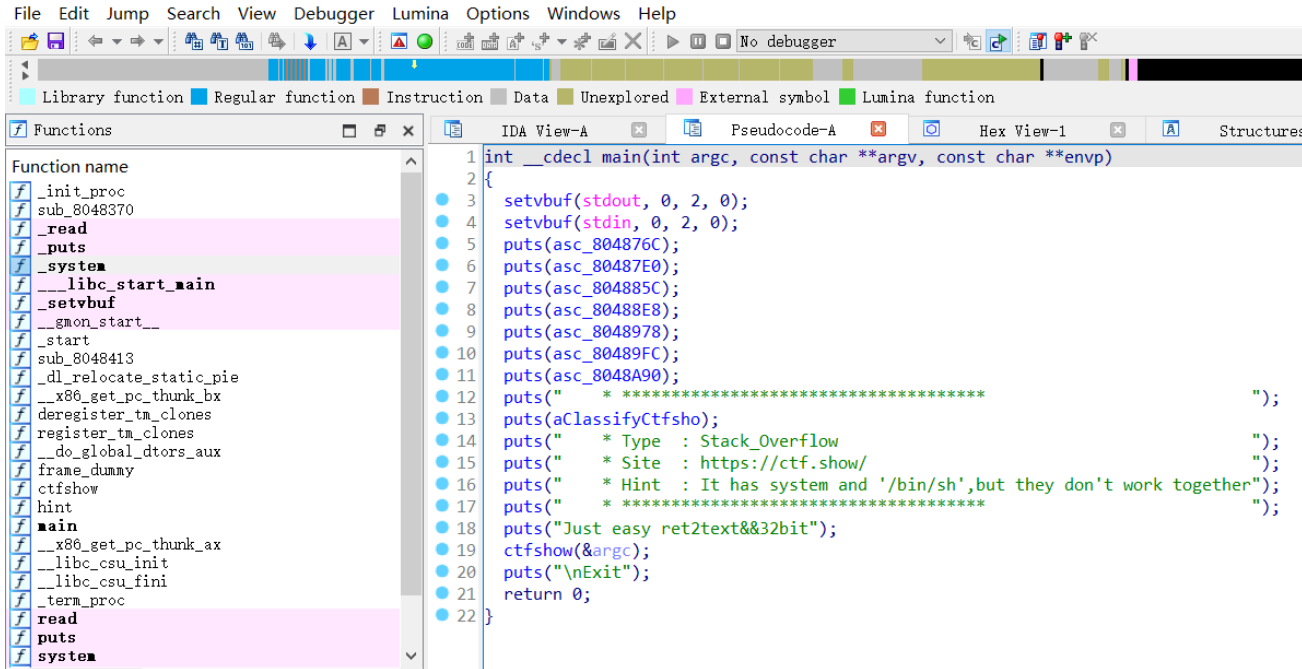 File Edit Jump Search View Debugger Lumina Options Windows Help
No debugger
Library function Regular function Instruction Data Unexplored External symbol Lumina function
Functions
IDA View-A Pseudocode-A Hex View-1 Structures
Function name
_init_proc
sub_8048370
_read
_puts
_system
___libc_start_main
_setvbuf
__gmon_start__
_start
sub_8048413
_dl_relocate_static_pie
__x86_get_pc_thunk_bx
deregister_tm_clones
register_tm_clones
__do_global_dtors_aux
frame_dummy
ctfshow
hint
main
__x86_get_pc_thunk_ax
__libc_csu_init
__libc_csu_fini
_term_proc
read
puts
system
1 int __cdecl main(int argc, const char **argv, const char **envp)
2 {
3 setvbuf(stdout, 0, 2, 0);
4 setvbuf(stdin, 0, 2, 0);
5 puts(asc_804876C);
6 puts(asc_80487E0);
7 puts(asc_804885C);
8 puts(asc_80488E8);
9 puts(asc_8048978);
10 puts(asc_80489FC);
11 puts(asc_8048A90);
12 puts("    * *************************************                           ");
13 puts(aClassifyCtfsho);
14 puts("    * Type  : Stack_Overflow                                          ");
15 puts("    * Site  : https://ctf.show/                                       ");
16 puts("    * Hint  : It has system and '/bin/sh',but they don't work together");
17 puts("    * *************************************                           ");
18 puts("Just easy ret2text&&32bit");
19 ctfshow(&argc);
20 puts("\nExit");
21 return 0;
22 }